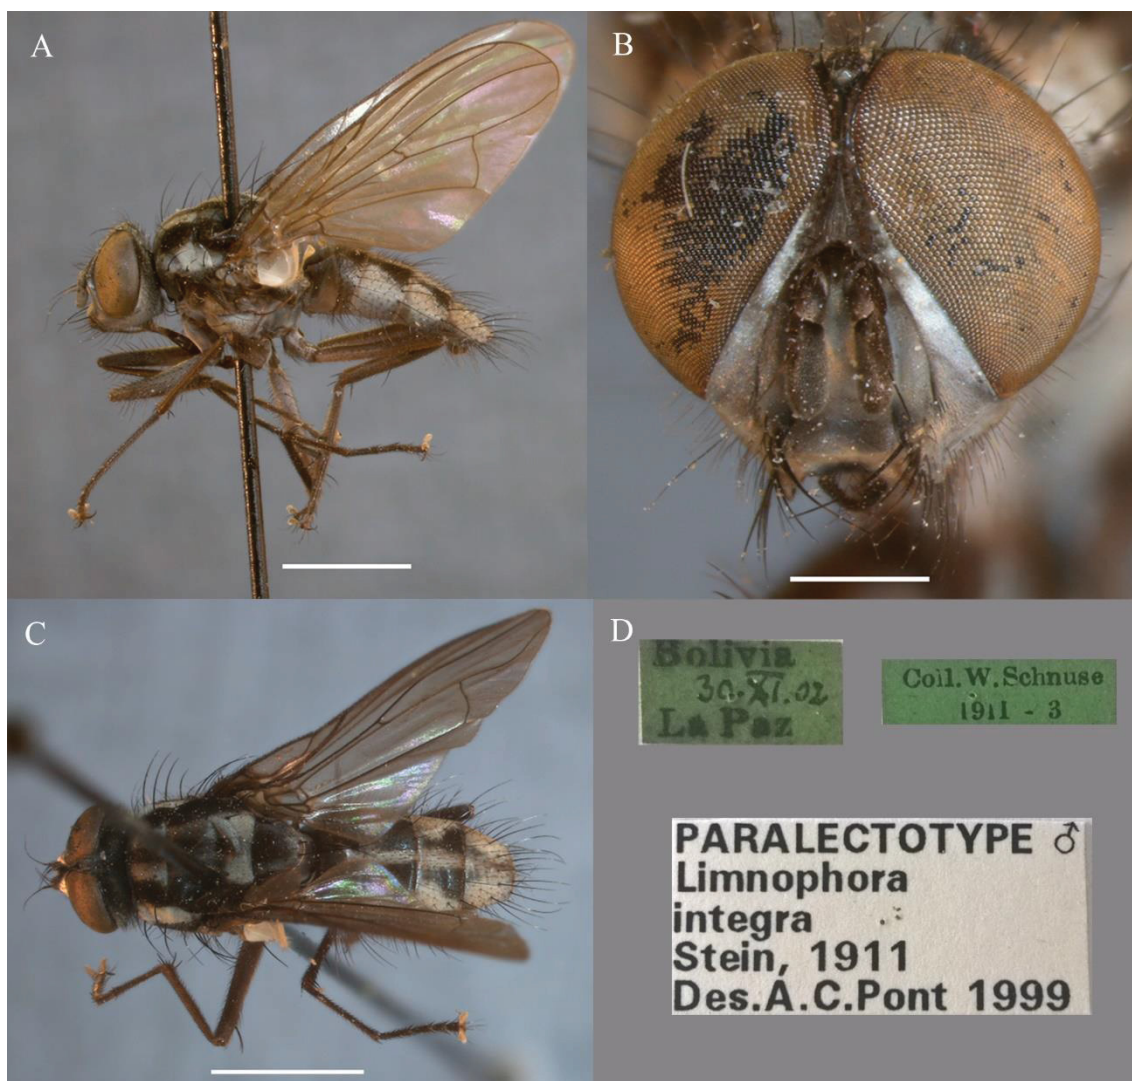 A
B
C
D
Bolivia
30.XI.02
La Paz
Coll.W.Schnuse
1911 - 3
PARALECTOTYPE ♂
Limnophora
integra
Stein, 1911
Des.A.C.Pont 1999